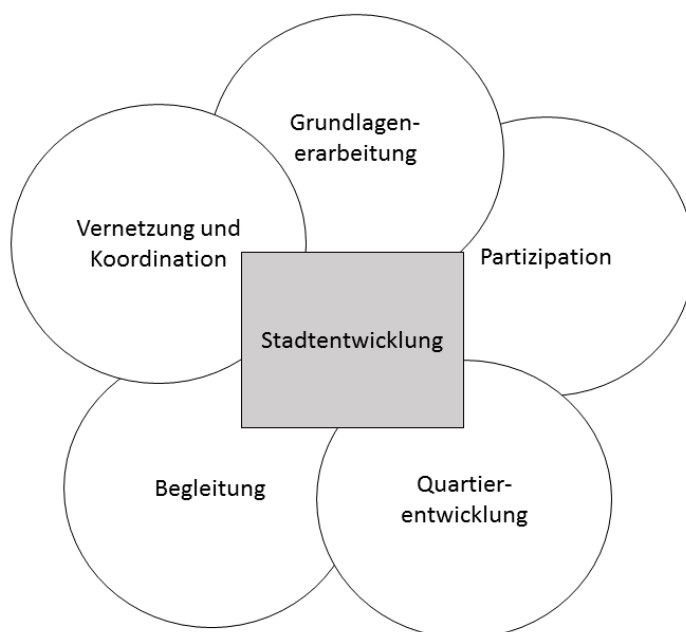 Grundlagen-
erarbeitung
Vernetzung und
Koordination
Partizipation
Stadtentwicklung
Begleitung
Quartier-
entwicklung